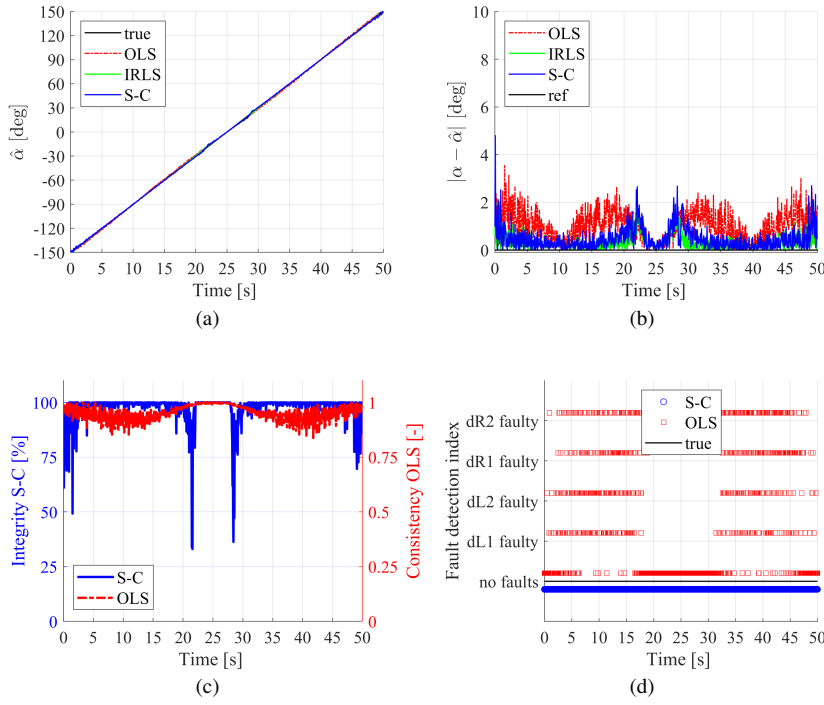 150
120
90
60
30
0
-30
-60
-90
-120
-150
α̂ [deg]
true
OLS
IRLS
S-C
0 5 10 15 20 25 30 35 40 45 50
Time [s]
(a)
10
8
6
4
2
0
|α − α̂| [deg]
OLS
IRLS
S-C
ref
0 5 10 15 20 25 30 35 40 45 50
Time [s]
(b)
100
75
50
25
0
Integrity S-C [%]
1
0.75
0.5
0.25
0
Consistency OLS [-]
S-C
OLS
0 5 10 15 20 25 30 35 40 45 50
Time [s]
(c)
Fault detection index
dR2 faulty
dR1 faulty
dL2 faulty
dL1 faulty
no faults
S-C
OLS
true
0 5 10 15 20 25 30 35 40 45 50
Time [s]
(d)